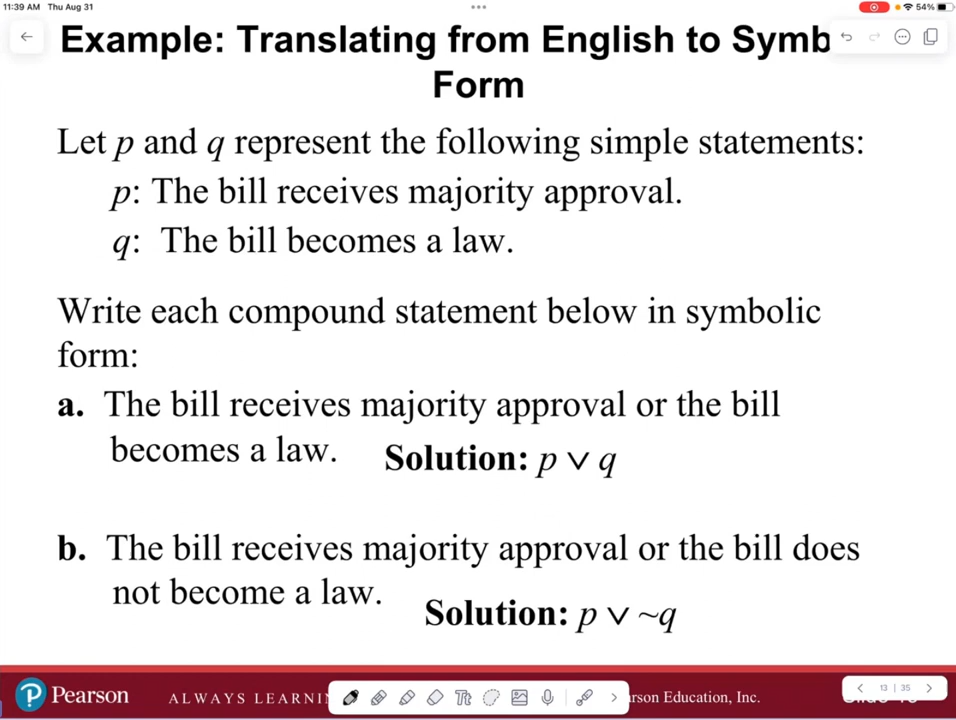 11:39 AM Thu Aug 31
54%
Example: Translating from English to Symb
Form
Let p and q represent the following simple statements:
p: The bill receives majority approval.
q: The bill becomes a law.
Write each compound statement below in symbolic
form:
a. The bill receives majority approval or the bill
becomes a law. Solution: p ∨ q
b. The bill receives majority approval or the bill does
not become a law.
Solution: p ∨ ~q
Pearson ALWAYS LEARNI Tt rson Education, Inc. 13 | 35